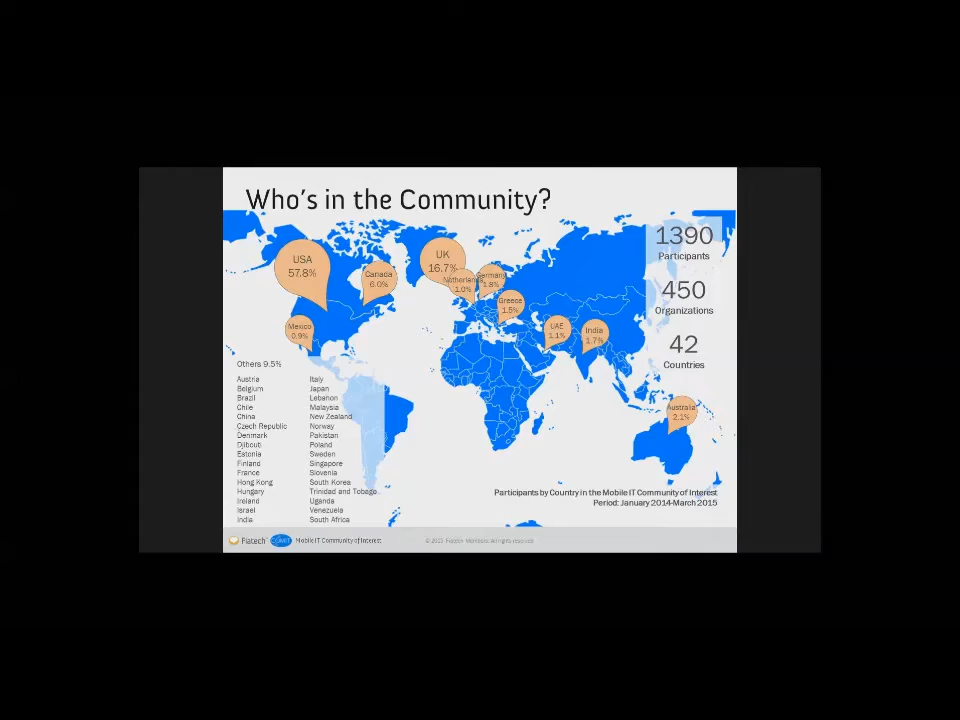 Who's in the Community?
1390
Participants
450
Organizations
42
Countries
USA
57.8%
Canada
6.0%
UK
16.7%
Netherlands
1.0%
Germany
1.8%
Greece
1.5%
Mexico
0.9%
UAE
1.1%
India
1.7%
Australia
2.1%
Others 9.5%
Austria
Belgium
Brazil
Chile
China
Czech Republic
Denmark
Djibouti
Estonia
Finland
France
Hong Kong
Hungary
Ireland
Israel
India
Italy
Japan
Lebanon
Malaysia
New Zealand
Norway
Pakistan
Poland
Sweden
Singapore
Slovenia
South Korea
Trinidad and Tobago
Uganda
Venezuela
South Africa
Participants by Country in the Mobile IT Community of Interest
Period: January 2014-March 2015
Fiatech COMIT Mobile IT Community of Interest